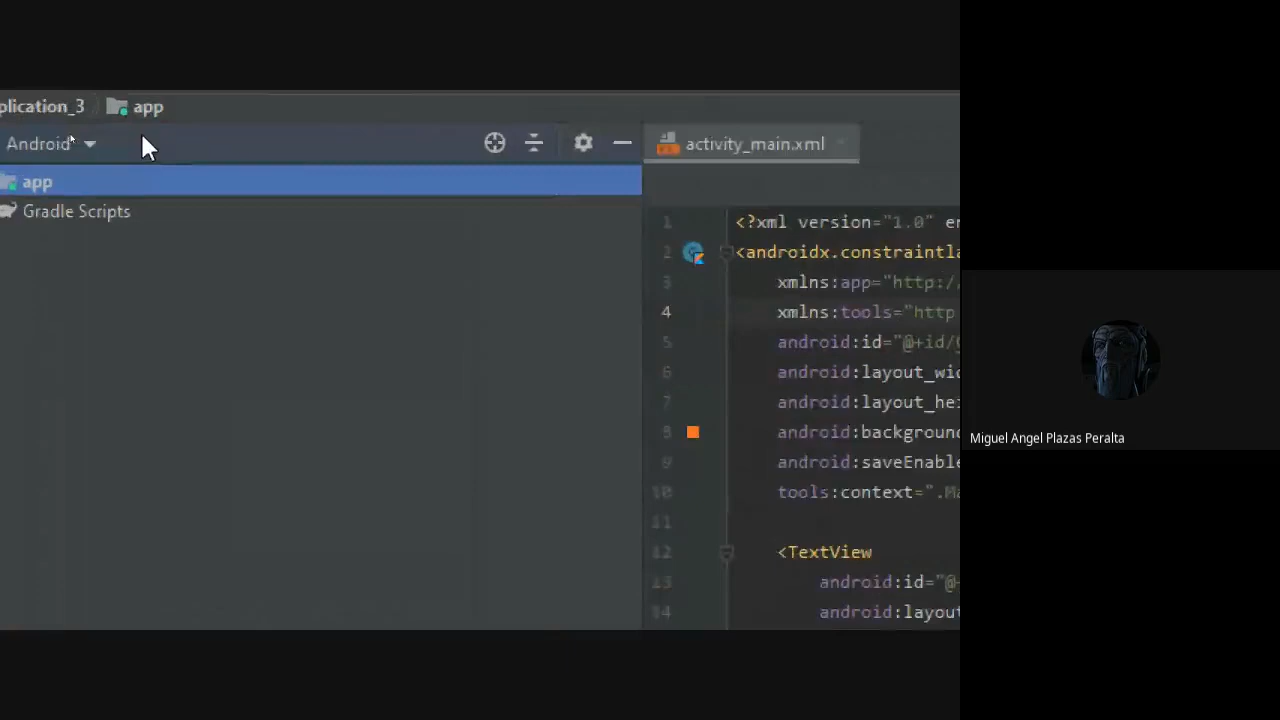 plication_3 app
Android
activity_main.xml
app
Gradle Scripts
1 <?xml version="1.0" en
2 <androidx.constraintla
3 xmlns:app="http:/
4 xmlns:tools="http
5 android:id="@+id/
6 android:layout_wid
7 android:layout_hei
8 android:background
9 android:saveEnable
10 tools:context=".Ma
11
12 <TextView
13 android:id="@
14 android:layout
Miguel Angel Plazas Peralta